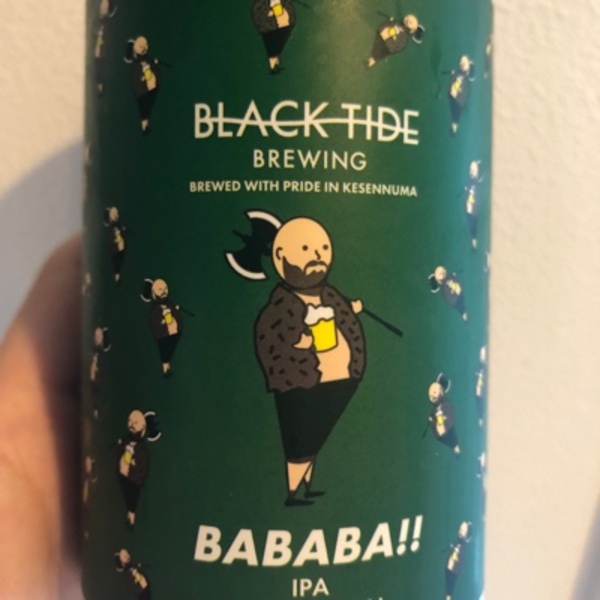 BLACK TIDE
BREWING
BREWED WITH PRIDE IN KESENNUMA
BABABA!!
IPA